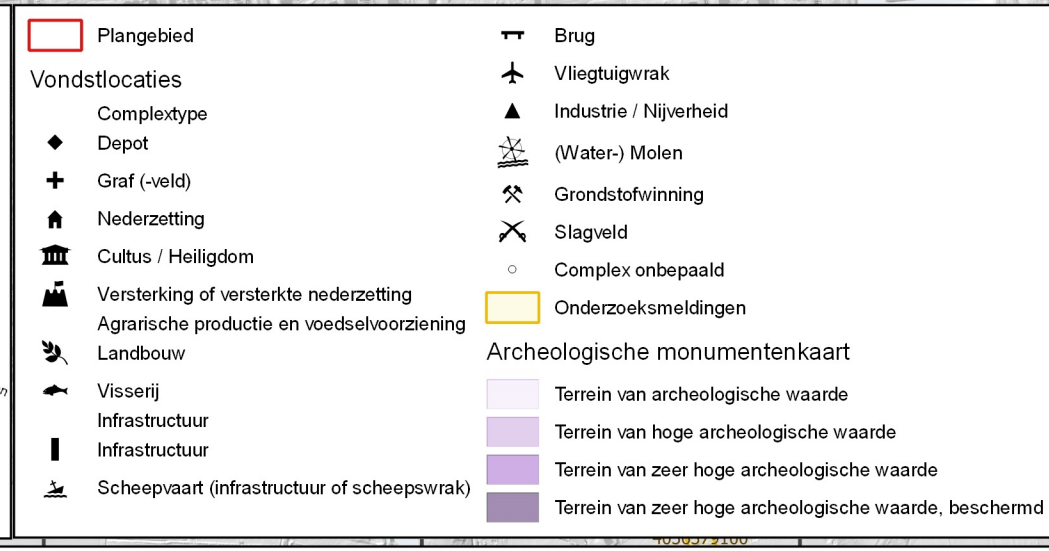 Plangebied
Vondstlocaties
Complextype
Depot
Graf (-veld)
Nederzetting
Cultus / Heiligdom
Versterking of versterkte nederzetting
Agrarische productie en voedselvoorziening
Landbouw
Visserij
Infrastructuur
Infrastructuur
Scheepvaart (infrastructuur of scheepswrak)
Brug
Vliegtuigwrak
Industrie / Nijverheid
(Water-) Molen
Grondstofwinning
Slagveld
Complex onbepaald
Onderzoeksmeldingen
Archeologische monumentenkaart
Terrein van archeologische waarde
Terrein van hoge archeologische waarde
Terrein van zeer hoge archeologische waarde
Terrein van zeer hoge archeologische waarde, beschermd